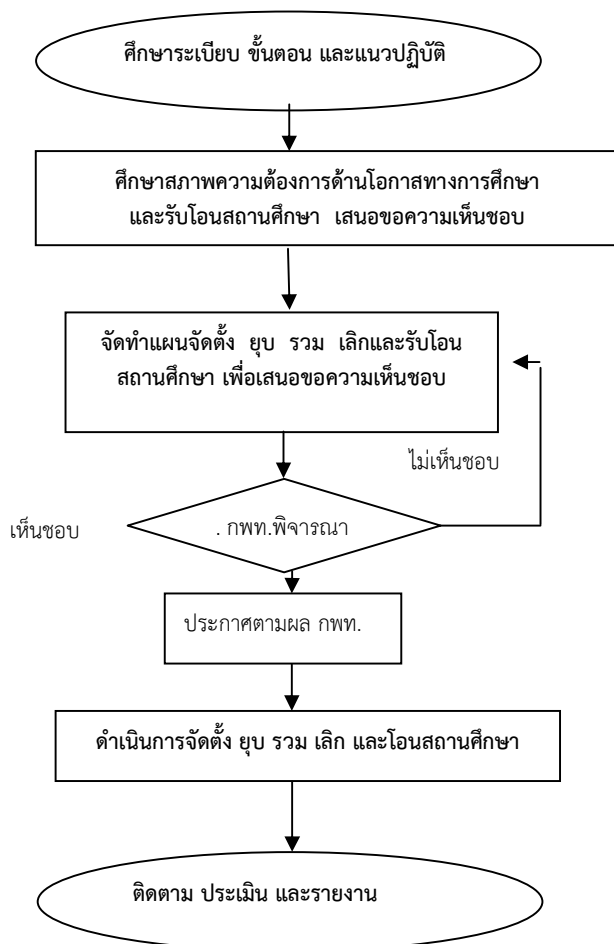 ศึกษาระเบียบ ขั้นตอน และแนวปฏิบัติ
ศึกษาสภาพความต้องการด้านโอกาสทางการศึกษา
และรับโอนสถานศึกษา เสนอขอความเห็นชอบ
จัดทำแผนจัดตั้ง ยุบ รวม เลิกและรับโอน
สถานศึกษา เพื่อเสนอขอความเห็นชอบ
ไม่เห็นชอบ
เห็นชอบ
. กพท.พิจารณา
ประกาศตามผล กพท.
ดำเนินการจัดตั้ง ยุบ รวม เลิก และโอนสถานศึกษา
ติดตาม ประเมิน และรายงาน